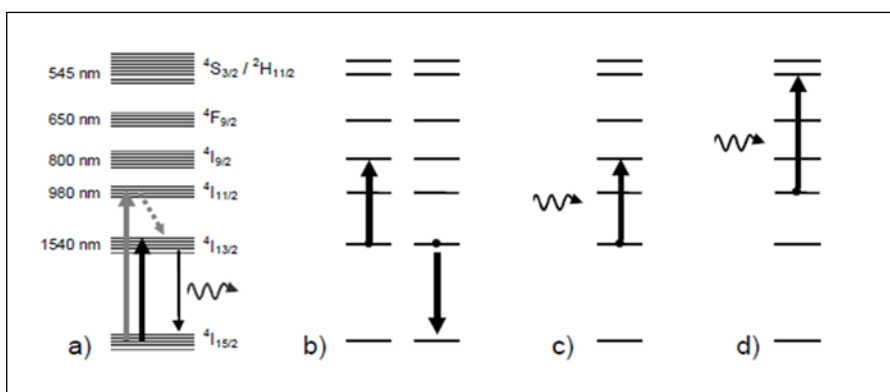 545 nm ⁴S₃/₂ / ²H₁₁/₂
650 nm ⁴F₉/₂
800 nm ⁴I₉/₂
980 nm ⁴I₁₁/₂
1540 nm ⁴I₁₃/₂
a) ⁴I₁₅/₂ b) c) d)